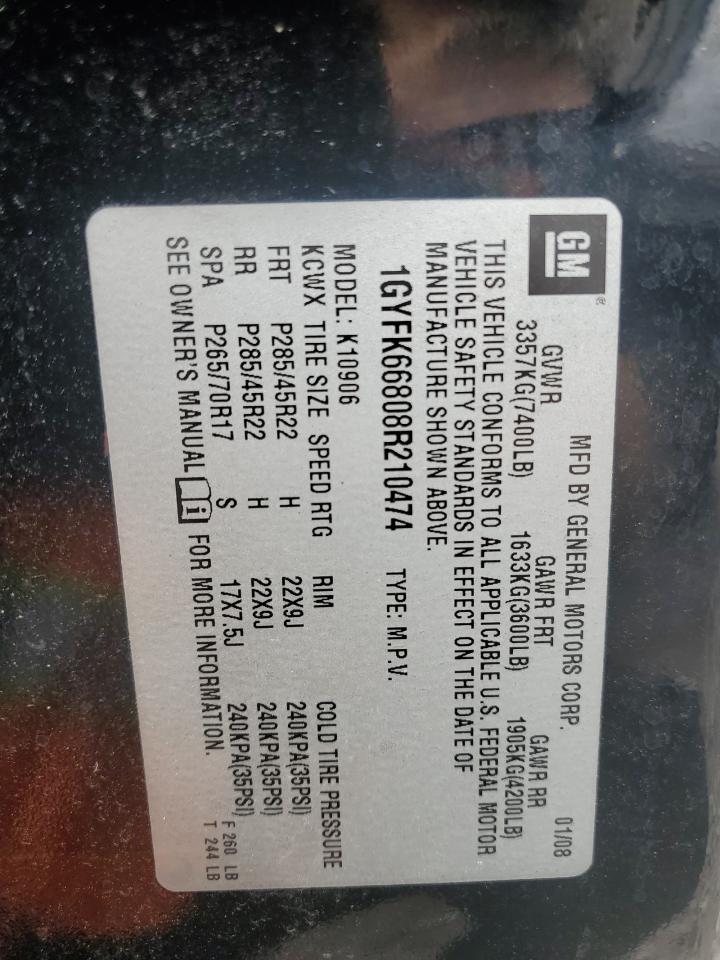 GM ®
MFD BY GENERAL MOTORS CORP. 01/08
GVWR GAWR FRT GAWR RR
3357KG(7400LB) 1633KG(3600LB) 1905KG(4200LB)
THIS VEHICLE CONFORMS TO ALL APPLICABLE U.S. FEDERAL MOTOR
VEHICLE SAFETY STANDARDS IN EFFECT ON THE DATE OF
MANUFACTURE SHOWN ABOVE.
1GYFK66808R210474 TYPE: M.P.V.
MODEL: K10906
KCWX TIRE SIZE SPEED RTG RIM COLD TIRE PRESSURE
FRT P285/45R22 H 22X9J 240KPA(35PSI)
RR P285/45R22 H 22X9J 240KPA(35PSI)
SPA P265/70R17 S 17X7.5J 240KPA(35PSI)
SEE OWNER'S MANUAL i FOR MORE INFORMATION.
F 260 LB
T 244 LB